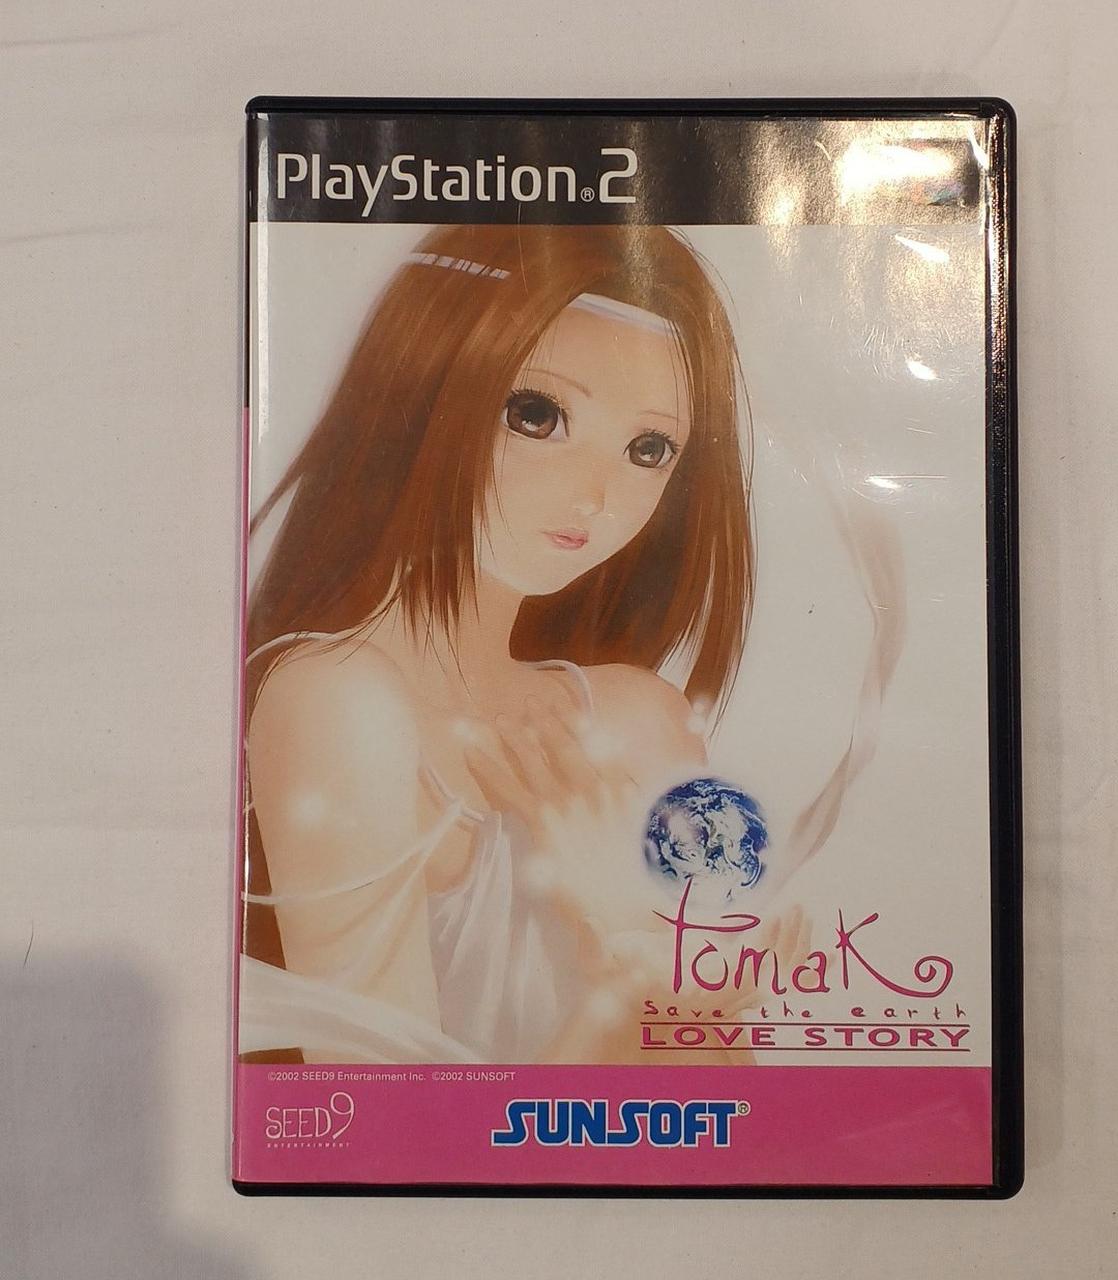 PlayStation®2
tomak
Save the earth
LOVE STORY
©2002 SEED9 Entertainment Inc. ©2002 SUNSOFT
SEED9
ENTERTAINMENT
SUNSOFT®